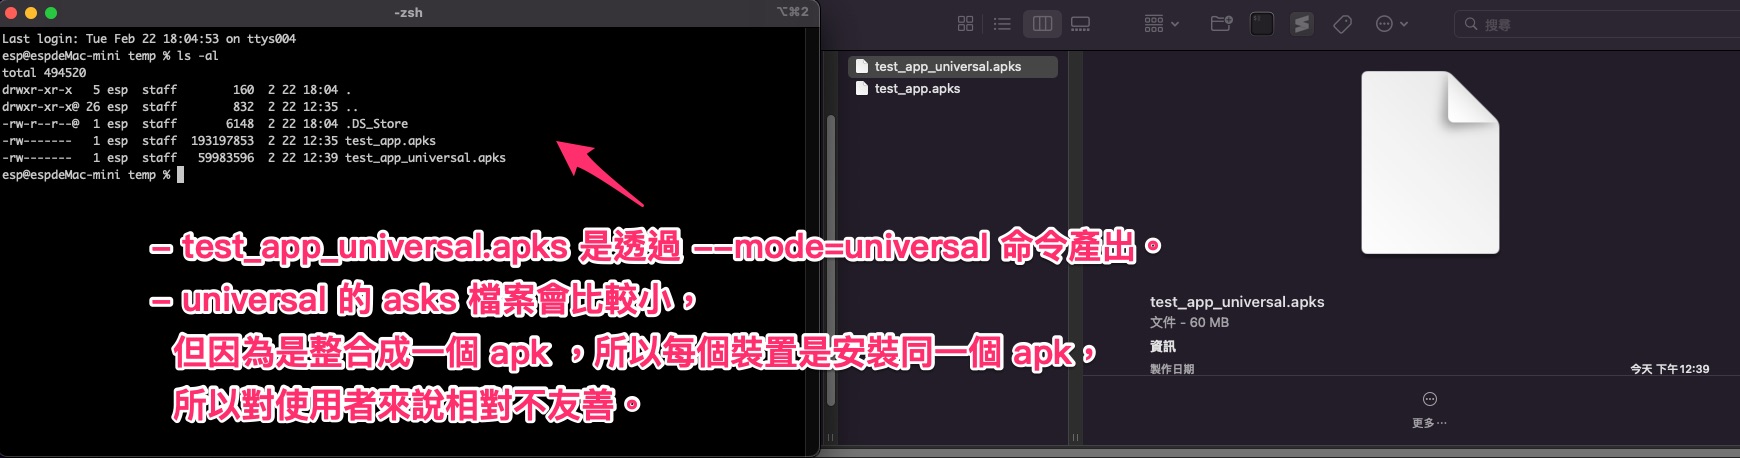 -zsh
⌥⌘2
Last login: Tue Feb 22 18:04:53 on ttys004
esp@espdeMac-mini temp % ls -al
total 494520
drwxr-xr-x   5 esp  staff        160  2 22 18:04 .
drwxr-xr-x@ 26 esp  staff        832  2 22 12:35 ..
-rw-r--r--@  1 esp  staff       6148  2 22 18:04 .DS_Store
-rw-------   1 esp  staff  193197853  2 22 12:35 test_app.apks
-rw-------   1 esp  staff   59983596  2 22 12:39 test_app_universal.apks
esp@espdeMac-mini temp %
- test_app_universal.apks 是透過 --mode=universal 命令產出。
- universal 的 asks 檔案會比較小，
但因為是整合成一個 apk ，所以每個裝置是安裝同一個 apk，
所以對使用者來說相對不友善。
搜尋
test_app_universal.apks
test_app.apks
test_app_universal.apks
文件 - 60 MB
資訊
製作日期 今天 下午12:39
更多⋯